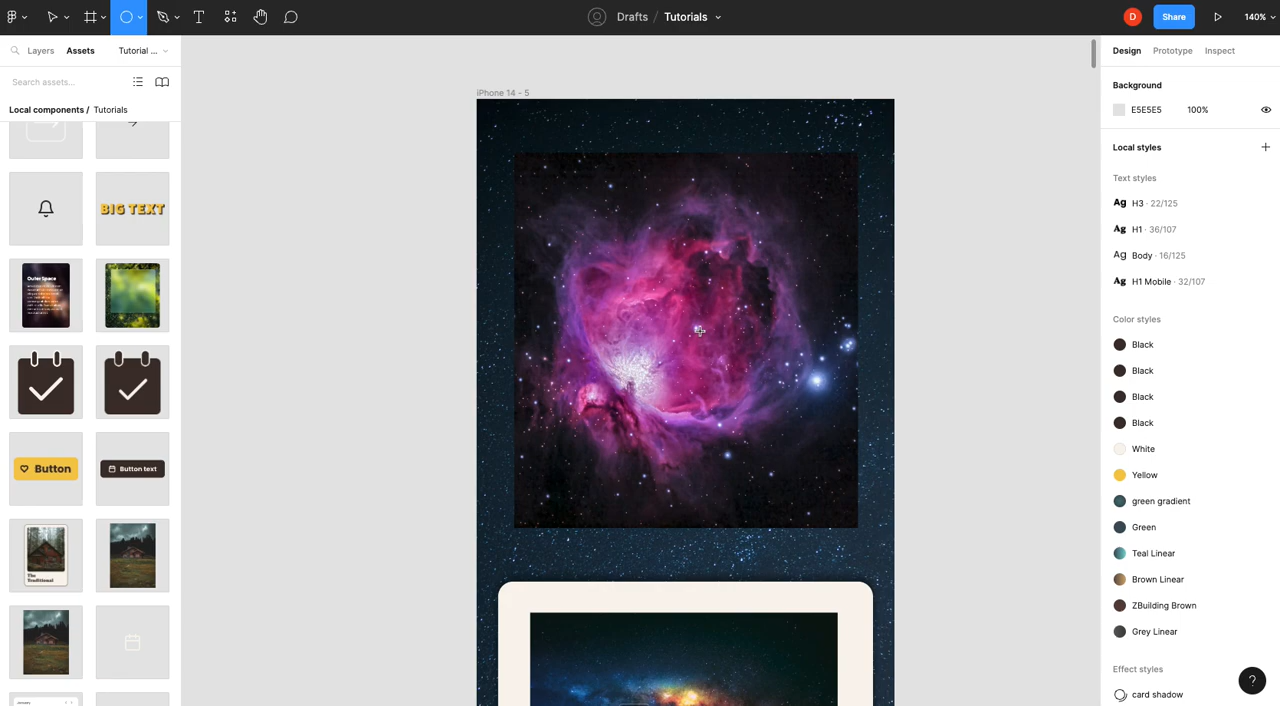 Drafts / Tutorials
D
Share
140%
Layers
Assets
Tutorial ...
Search assets...
Local components / Tutorials
BIG TEXT
Outer Space
Button
Button text
The Traditional
iPhone 14 - 5
Design
Prototype
Inspect
Background
E5E5E5
100%
Local styles
Text styles
Ag H3 · 22/125
Ag H1 · 36/107
Ag Body · 16/125
Ag H1 Mobile · 32/107
Color styles
Black
Black
Black
Black
White
Yellow
green gradient
Green
Teal Linear
Brown Linear
ZBuilding Brown
Grey Linear
Effect styles
card shadow
?